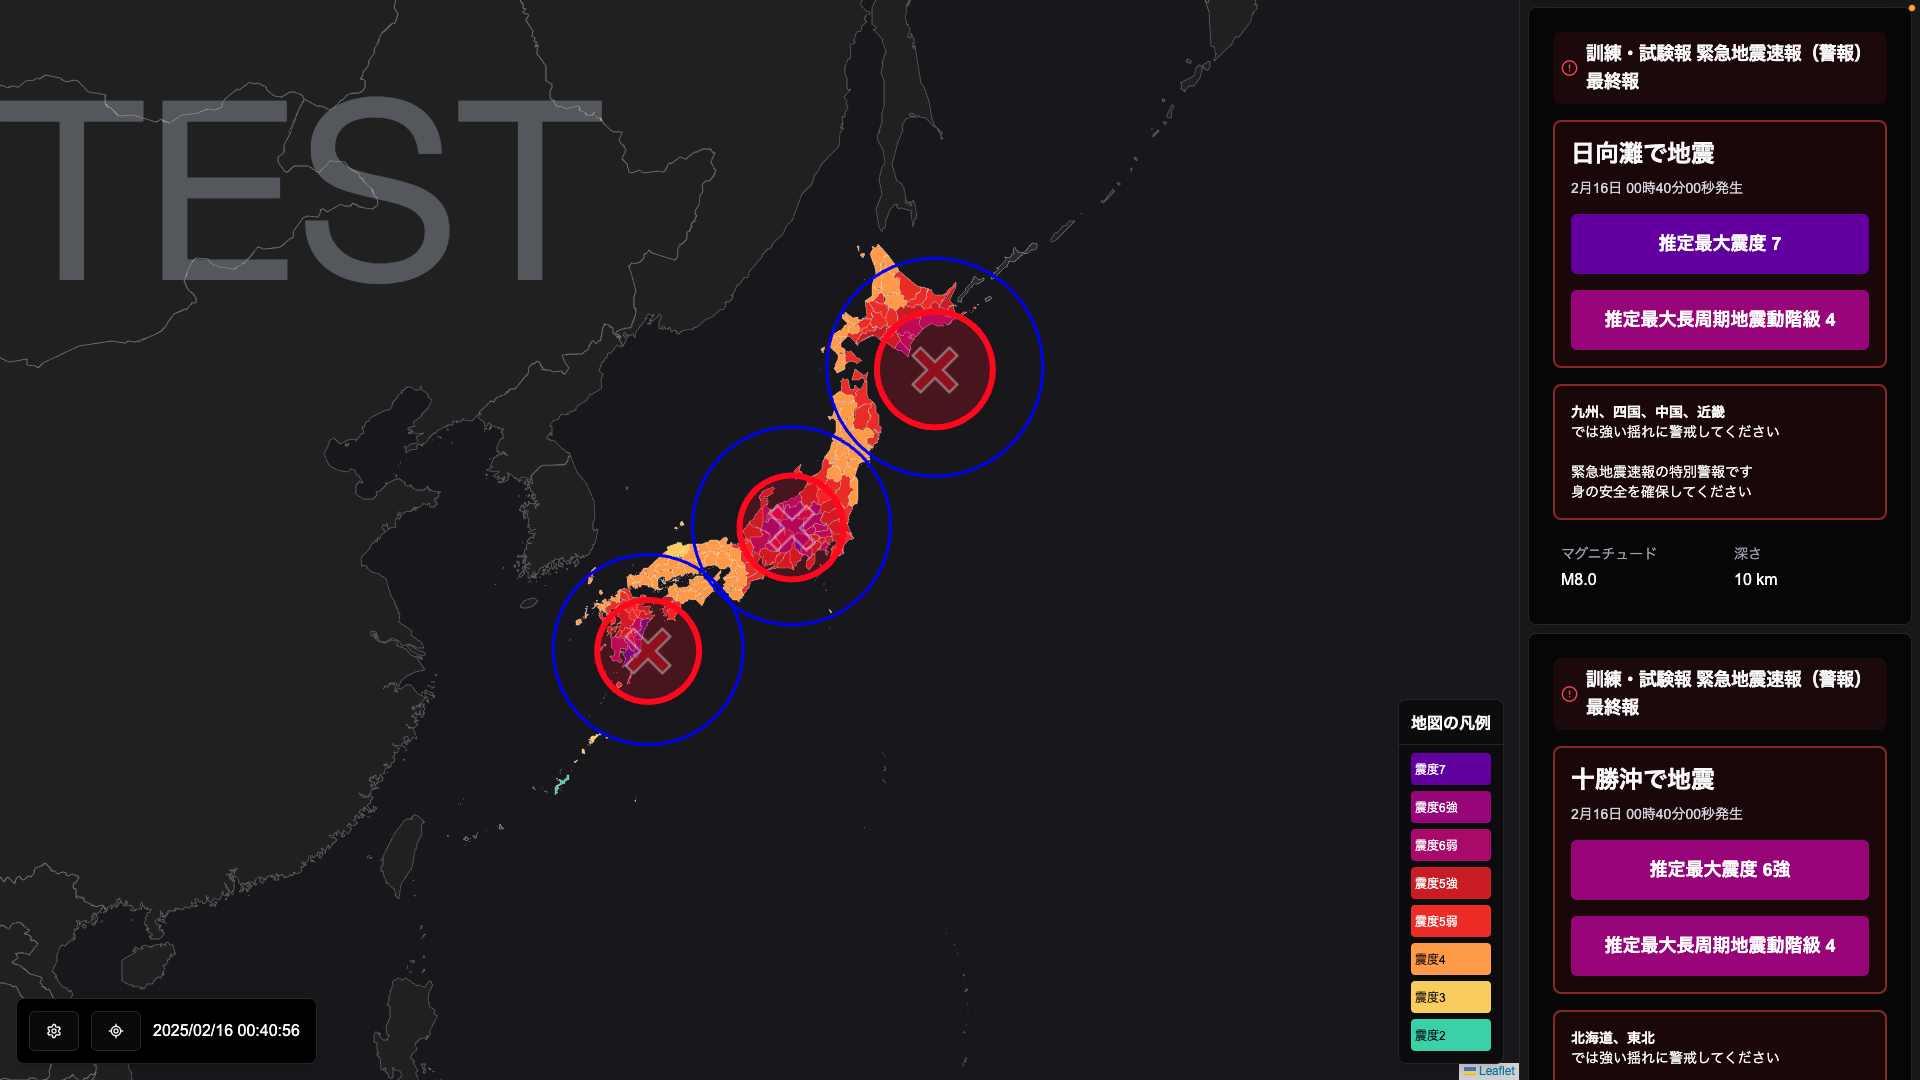 TEST
訓練・試験報 緊急地震速報（警報）
最終報
日向灘で地震
2月16日 00時40分00秒発生
推定最大震度 7
推定最大長周期地震動階級 4
九州、四国、中国、近畿
では強い揺れに警戒してください
緊急地震速報の特別警報です
身の安全を確保してください
マグニチュード
深さ
M8.0
10 km
訓練・試験報 緊急地震速報（警報）
最終報
十勝沖で地震
2月16日 00時40分00秒発生
推定最大震度 6強
推定最大長周期地震動階級 4
北海道、東北
では強い揺れに警戒してください
地図の凡例
震度7
震度6強
震度6弱
震度5強
震度5弱
震度4
震度3
震度2
2025/02/16 00:40:56
Leaflet